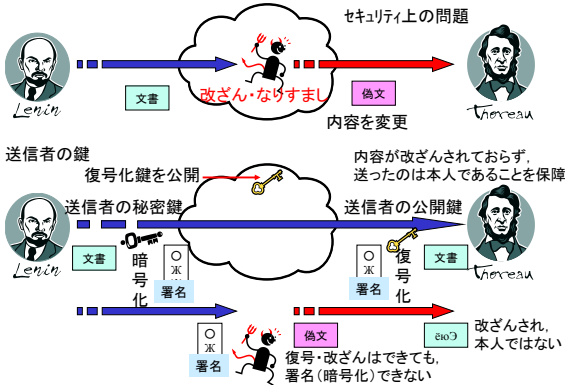 セキュリティ上の問題
Lenin
文書
改ざん・なりすまし
偽文
内容を変更
Thoreau
送信者の鍵
復号化鍵を公開
内容が改ざんされておらず,
送ったのは本人であることを保障
送信者の秘密鍵
送信者の公開鍵
Lenin
文書
暗号化
○
ж
署名
○
ж
署名
復号化
文書
Thoreau
○
ж
署名
偽文
ёюЭ
改ざんされ,
本人ではない
復号・改ざんはできても,
署名(暗号化)できない